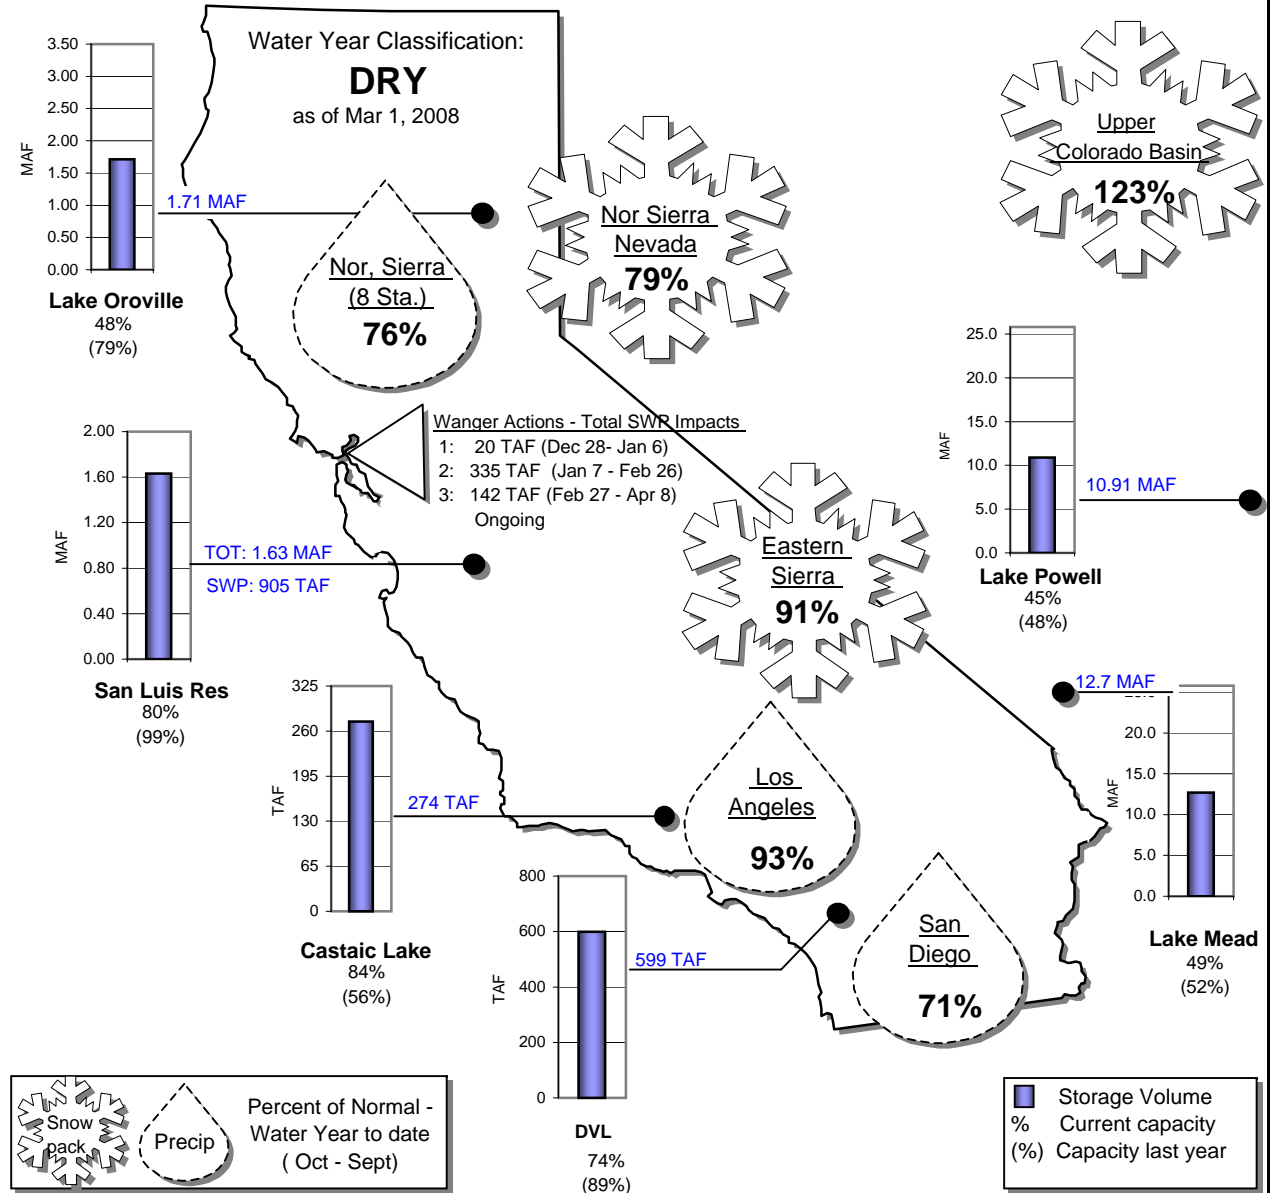 Water Year Classification:
DRY
as of Mar 1, 2008
3.50
3.00
2.50
2.00
1.50
1.00
0.50
0.00
MAF
1.71 MAF
Lake Oroville
48%
(79%)
Nor, Sierra
(8 Sta.)
76%
Nor Sierra
Nevada
79%
Upper
Colorado Basin
123%
Wanger Actions - Total SWP Impacts
1: 20 TAF (Dec 28- Jan 6)
2: 335 TAF (Jan 7 - Feb 26)
3: 142 TAF (Feb 27 - Apr 8)
Ongoing
2.00
1.60
1.20
0.80
0.40
0.00
MAF
TOT: 1.63 MAF
SWP: 905 TAF
San Luis Res
80%
(99%)
Eastern
Sierra
91%
25.0
20.0
15.0
10.0
5.0
0.0
MAF
10.91 MAF
Lake Powell
45%
(48%)
325
260
195
130
65
0
TAF
274 TAF
Castaic Lake
84%
(56%)
Los
Angeles
93%
12.7 MAF
20.0
15.0
10.0
5.0
0.0
MAF
Lake Mead
49%
(52%)
800
600
400
200
0
TAF
599 TAF
DVL
74%
(89%)
San
Diego
71%
Snow
pack
Precip
Percent of Normal -
Water Year to date
( Oct - Sept)
Storage Volume
% Current capacity
(%) Capacity last year